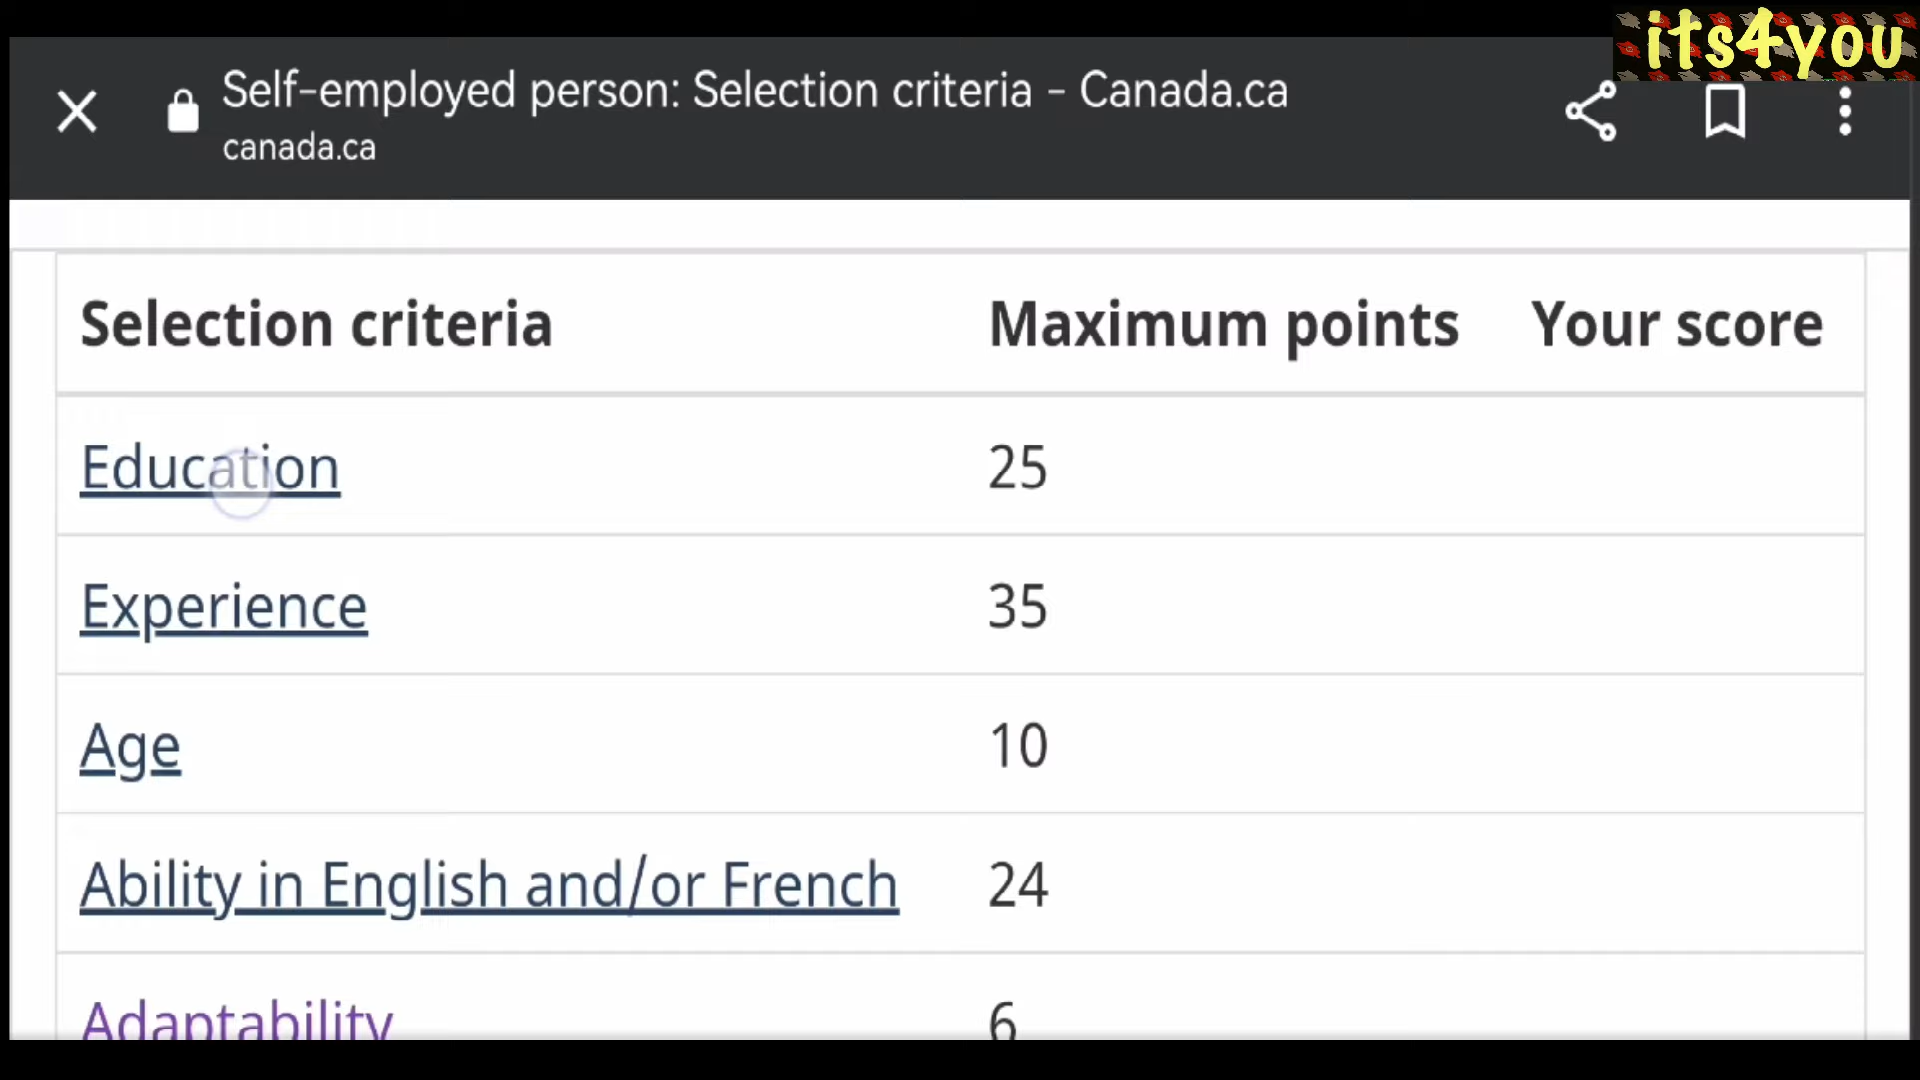 its4you
Self-employed person: Selection criteria - Canada.ca
canada.ca
Selection criteria Maximum points Your score
Education 25
Experience 35
Age 10
Ability in English and/or French 24
Adaptability 6